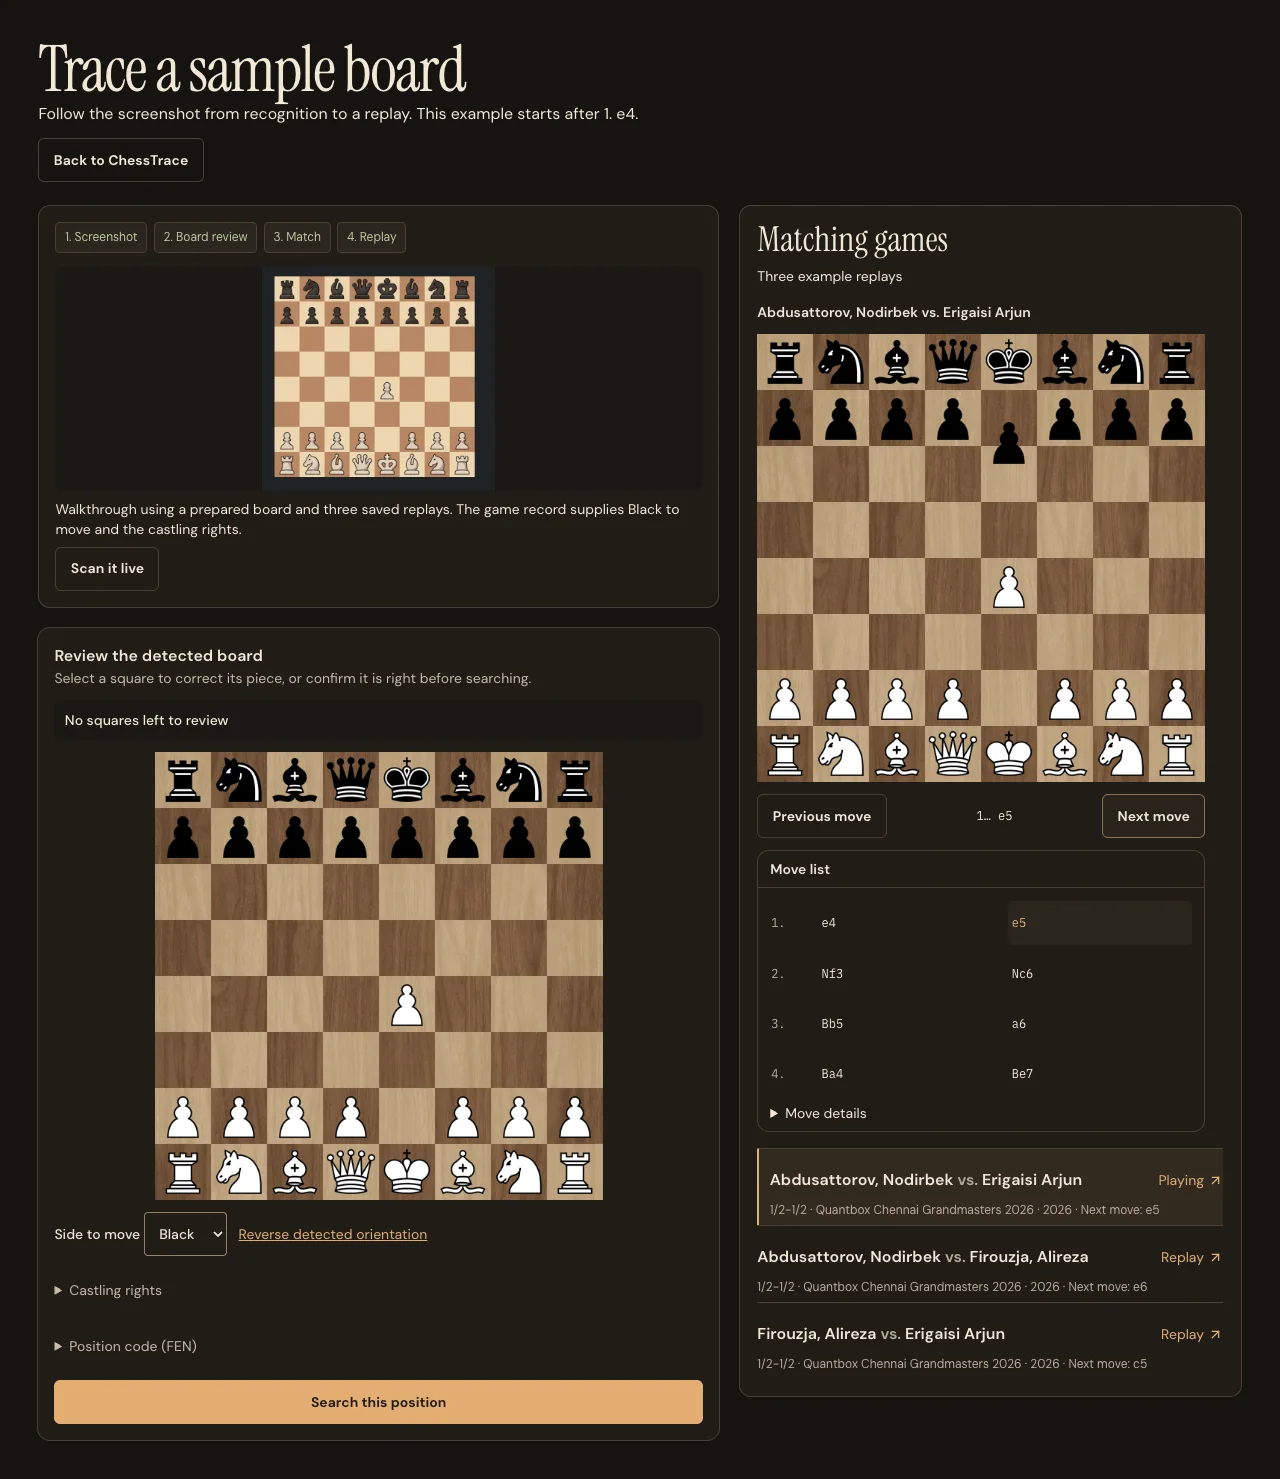 Trace a sample board
Follow the screenshot from recognition to a replay. This example starts after 1. e4.
Back to ChessTrace
1. Screenshot
2. Board review
3. Match
4. Replay
Walkthrough using a prepared board and three saved replays. The game record supplies Black to
move and the castling rights.
Scan it live
Review the detected board
Select a square to correct its piece, or confirm it is right before searching.
No squares left to review
Side to move Black Reverse detected orientation
Castling rights
Position code (FEN)
Search this position
Matching games
Three example replays
Abdusattorov, Nodirbek vs. Erigaisi Arjun
Previous move 1… e5 Next move
Move list
1. e4 e5
2. Nf3 Nc6
3. Bb5 a6
4. Ba4 Be7
Move details
Abdusattorov, Nodirbek vs. Erigaisi Arjun Playing ↗
1/2-1/2 · Quantbox Chennai Grandmasters 2026 · 2026 · Next move: e5
Abdusattorov, Nodirbek vs. Firouzja, Alireza Replay ↗
1/2-1/2 · Quantbox Chennai Grandmasters 2026 · 2026 · Next move: e6
Firouzja, Alireza vs. Erigaisi Arjun Replay ↗
1/2-1/2 · Quantbox Chennai Grandmasters 2026 · 2026 · Next move: c5